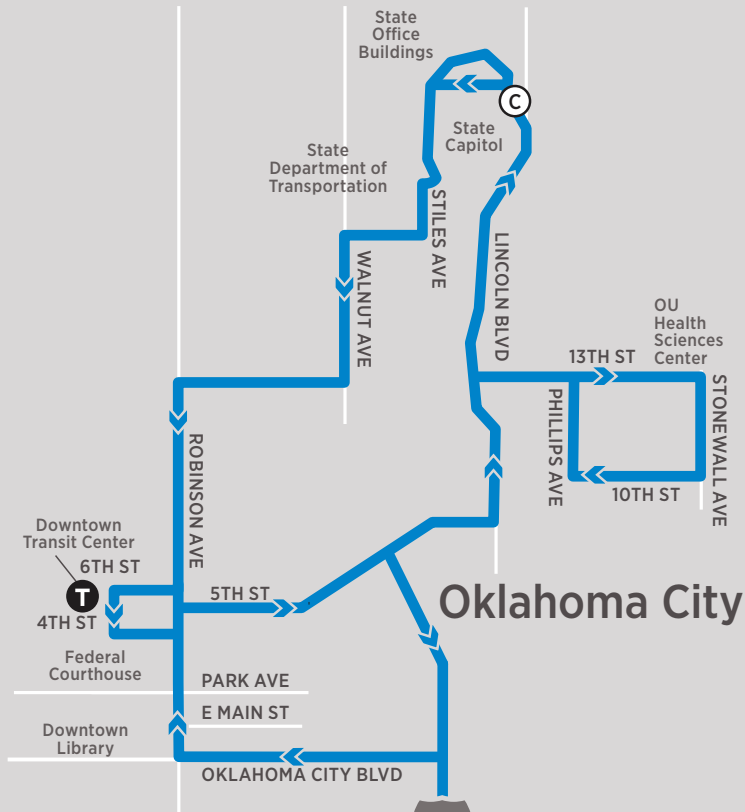 State
Office
Buildings
C
State
Capitol
State
Department of
Transportation
STILES AVE
WALNUT AVE
LINCOLN BLVD
OU
Health
Sciences
Center
13TH ST
PHILLIPS AVE
STONEWALL AVE
10TH ST
ROBINSON AVE
Downtown
Transit Center
6TH ST
T
4TH ST
5TH ST
Oklahoma City
Federal
Courthouse
PARK AVE
E MAIN ST
Downtown
Library
OKLAHOMA CITY BLVD